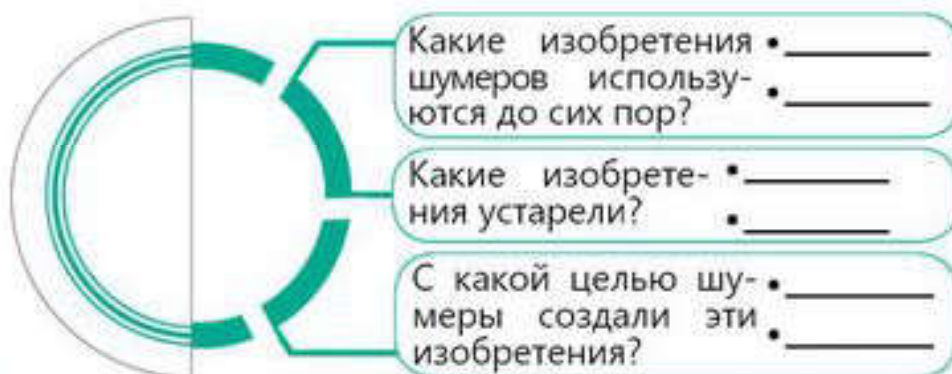 Какие изобретения
шумеров использу-
ются до сих пор?
Какие изобрете-
ния устарели?
С какой целью шу-
меры создали эти
изобретения?